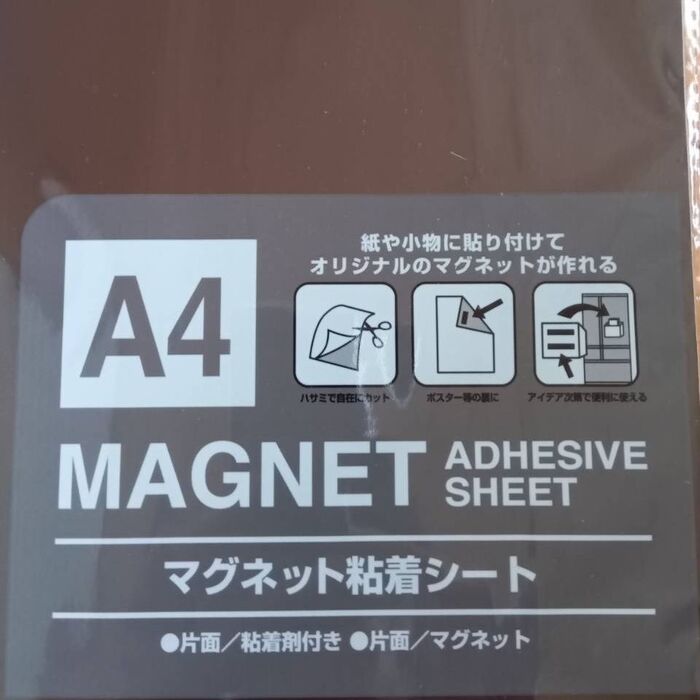 紙や小物に貼り付けて
オリジナルのマグネットが作れる
A4
ハサミで自在にカット
ポスター等の裏に
アイデア次第で便利に使える
MAGNET ADHESIVE SHEET
マグネット粘着シート
●片面／粘着剤付き ●片面／マグネット